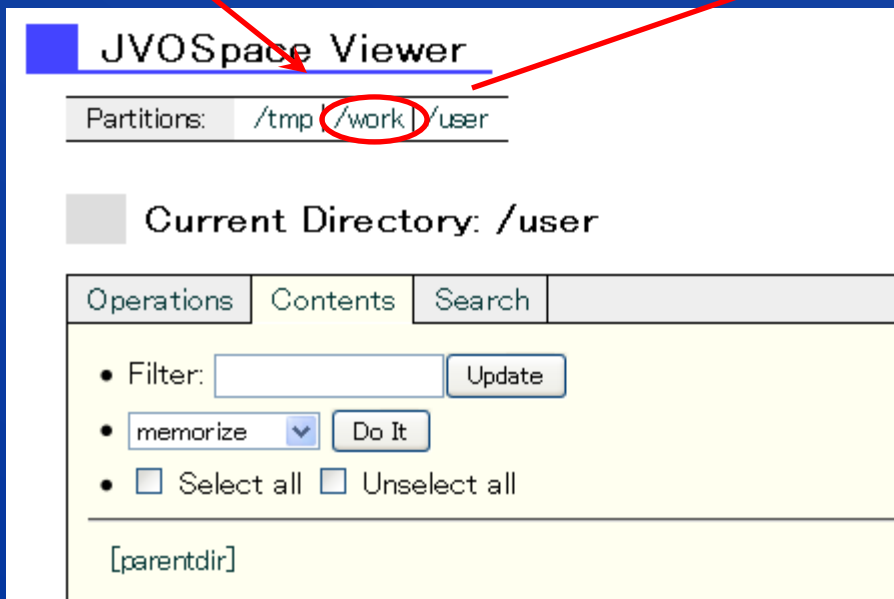 JVOSpace Viewer
Partitions: /tmp | /work | /user
Current Directory: /user
Operations Contents Search
• Filter: Update
• memorize Do It
• Select all Unselect all
[parentdir]